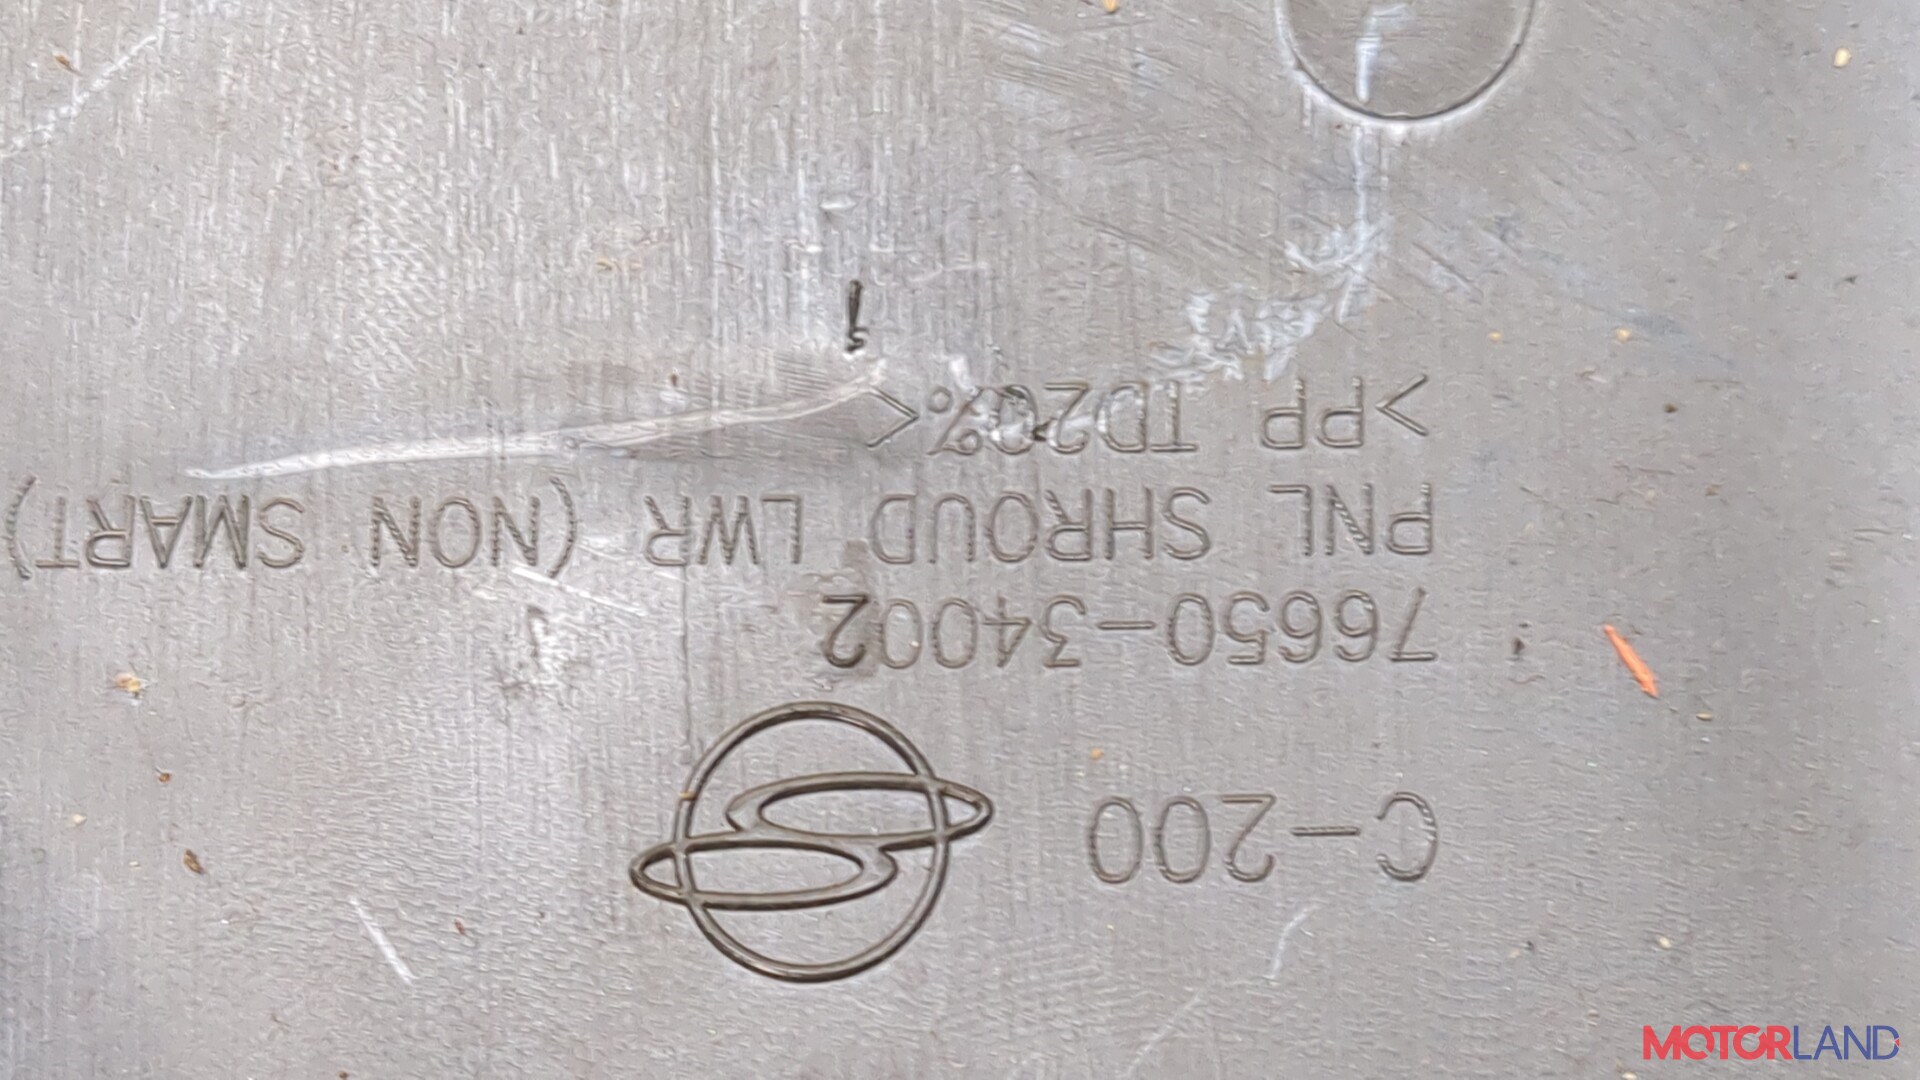 C-200
76650-34002
PNL SHROUD LWR (NON SMART)
>PP TD20%<
MOTORLAND